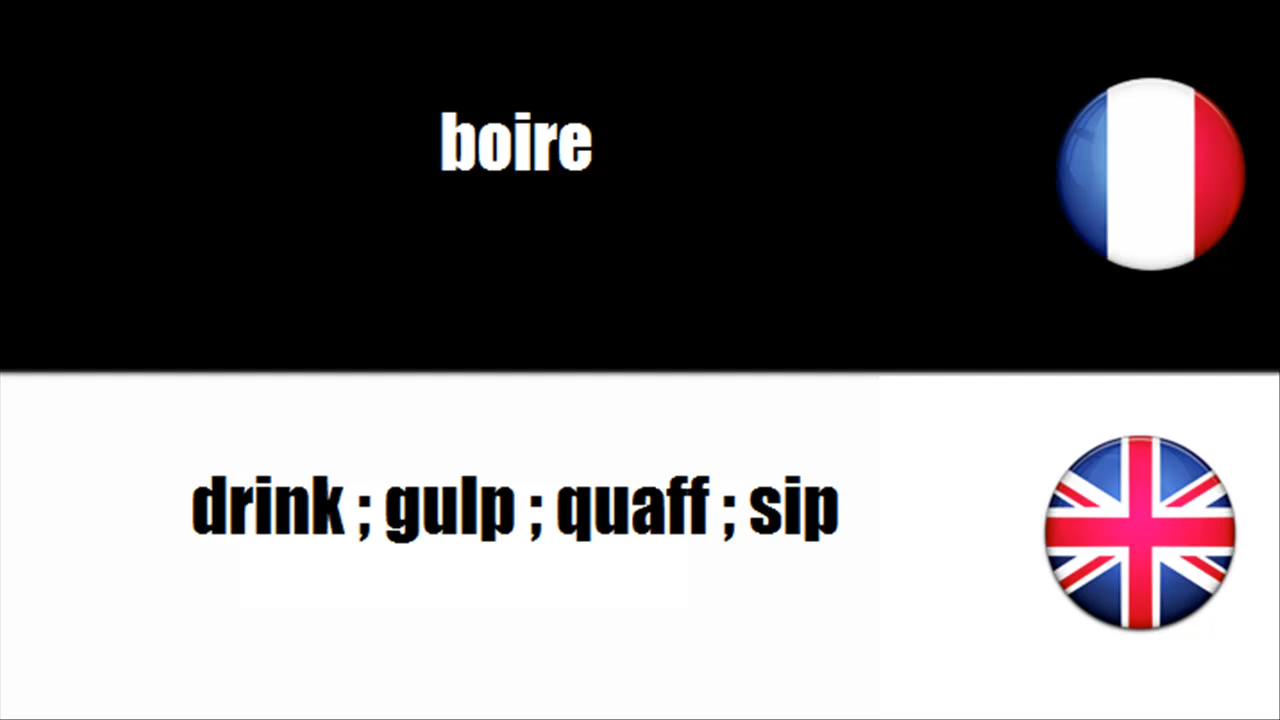 boire
drink ; gulp ; quaff ; sip